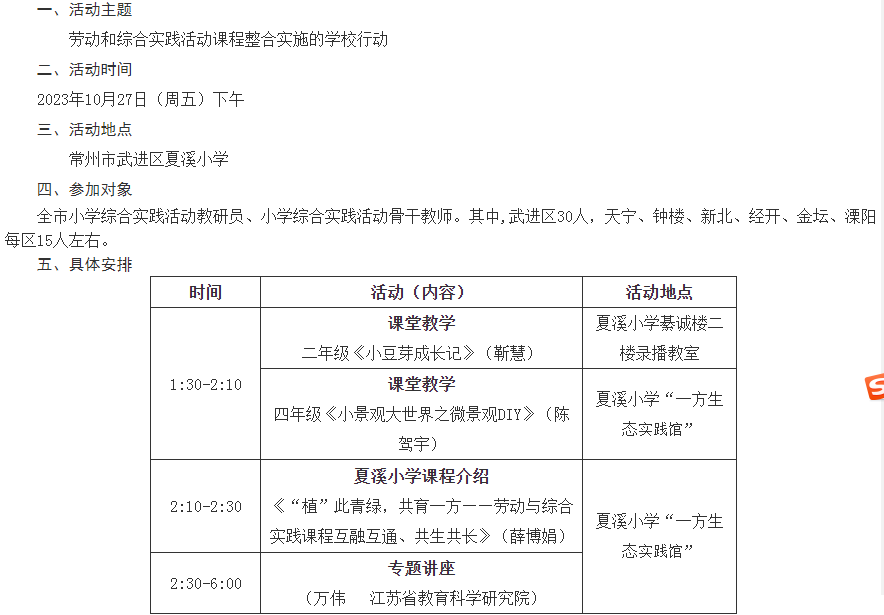 一、活动主题
劳动和综合实践活动课程整合实施的学校行动
二、活动时间
2023年10月27日（周五）下午
三、活动地点
常州市武进区夏溪小学
四、参加对象
全市小学综合实践活动教研员、小学综合实践活动骨干教师。其中,武进区30人，天宁、钟楼、新北、经开、金坛、溧阳
每区15人左右。
五、具体安排
时间 活动（内容） 活动地点
1:30-2:10
课堂教学
二年级《小豆芽成长记》（靳慧）
夏溪小学綦诚楼二
楼录播教室
课堂教学
四年级《小景观大世界之微景观DIY》（陈
驾宇）
夏溪小学“一方生
态实践馆”
2:10-2:30
夏溪小学课程介绍
《“植”此青绿，共育一方——劳动与综合
实践课程互融互通、共生共长》（薛博娟）
夏溪小学“一方生
态实践馆”
2:30-6:00
专题讲座
（万伟 江苏省教育科学研究院）